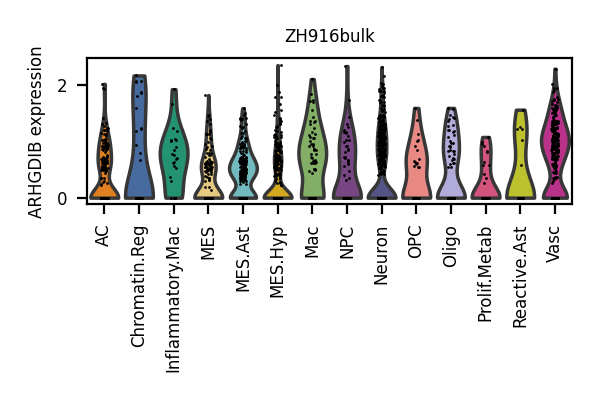 ZH916bulk
ARHGDIB expression
2
0
AC
Chromatin.Reg
Inflammatory.Mac
MES
MES.Ast
MES.Hyp
Mac
NPC
Neuron
OPC
Oligo
Prolif.Metab
Reactive.Ast
Vasc